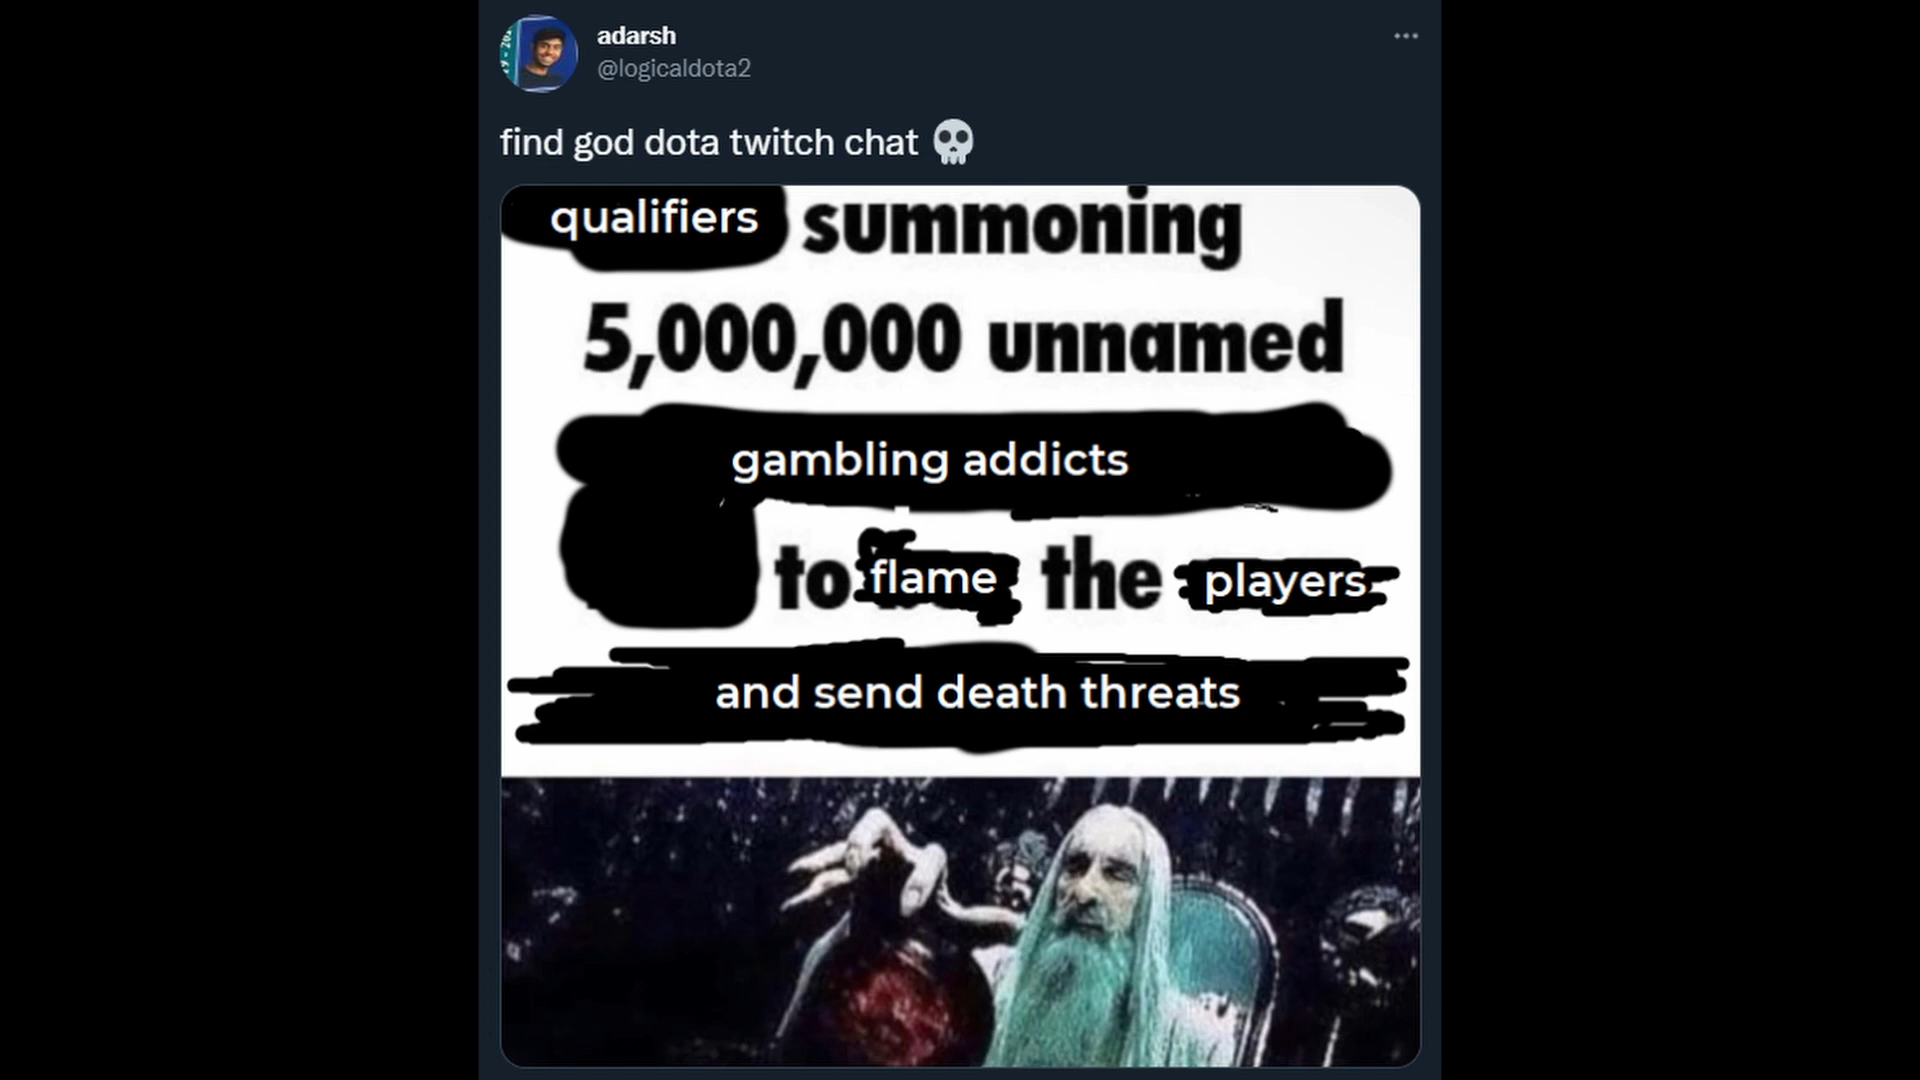 adarsh
@logicaldota2
find god dota twitch chat 💀
qualifiers summoning
5,000,000 unnamed
gambling addicts
to flame the players
and send death threats